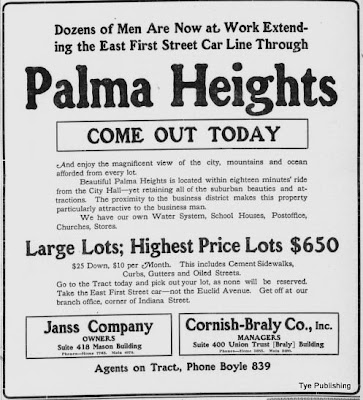 Dozens of Men Are Now at Work Extend-
ing the East First Street Car Line Through
Palma Heights
COME OUT TODAY
And enjoy the magnificent view of the city, mountains and ocean
afforded from every lot.
Beautiful Palma Heights is located within eighteen minutes' ride
from the City Hall—yet retaining all of the suburban beauties and at-
tractions. The proximity to the business district makes this property
particularly attractive to the business man.
We have our own Water System, School Houses, Postoffice,
Churches, Stores.
Large Lots; Highest Price Lots $650
$25 Down, $10 per Month. This includes Cement Sidewalks,
Curbs, Gutters and Oiled Streets.
Go to the Tract today and pick out your lot, as none will be reserved.
Take the East First Street car—not the Euclid Avenue. Get off at our
branch office, corner of Indiana Street.
Janss Company
OWNERS
Suite 418 Mason Building
Cornish-Braly Co., Inc.
MANAGERS
Suite 400 Union Trust [Braly] Building
Agents on Tract, Phone Boyle 839
Tye Publishing